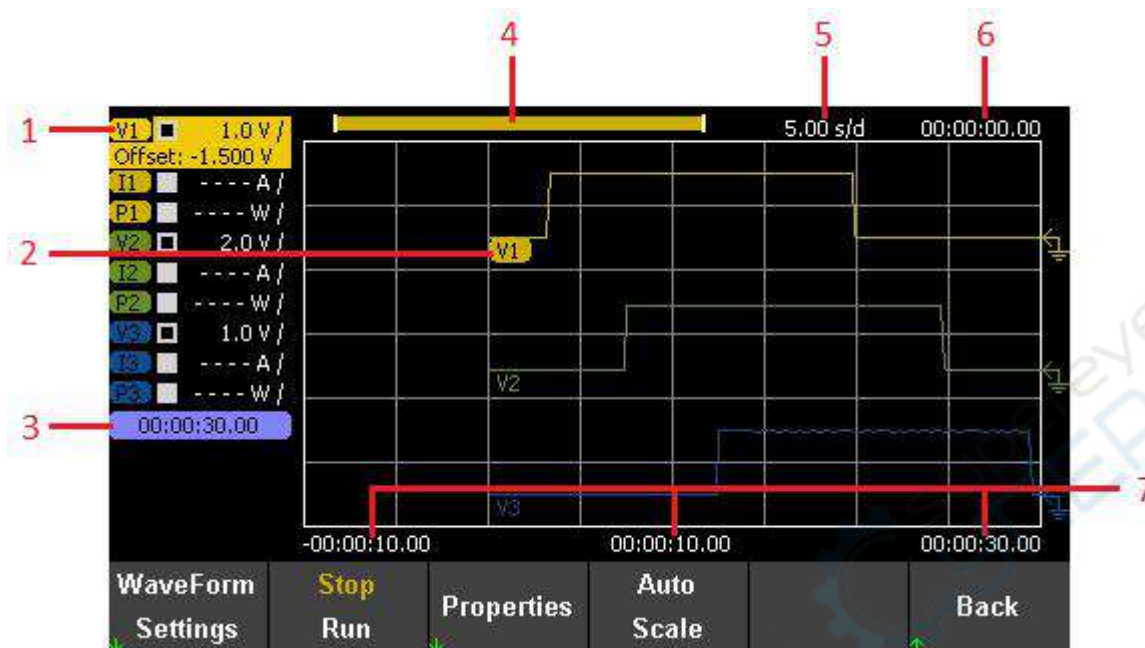 4 5 6
1 V1 1.0 V / 5.00 s/d 00:00:00.00
Offset: -1.500 V
I1 - - - - A /
P1 - - - - W /
2 V2 2.0 V / V1
I2 - - - - A /
P2 - - - - W /
V3 1.0 V / V2
I3 - - - - A /
P3 - - - - W /
3 00:00:30.00
V3 7
-00:00:10.00 00:00:10.00 00:00:30.00
WaveForm Stop Properties Auto Back
Settings Run Scale